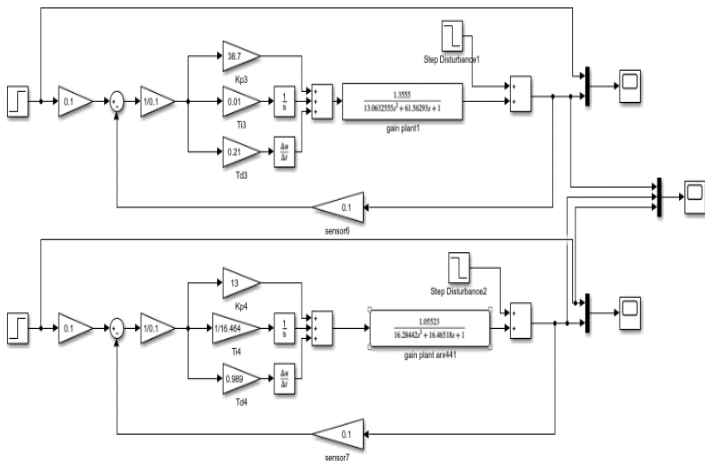 38.7
Kp3
Step Disturbance1
0.1
1/0.1
0.01
Ti3
1
s
1.3555
13.0632555s² + 61.56293s + 1
gain plant1
0.21
Td3
Δu
Δt
0.1
sensor6
13
Kp4
Step Disturbance2
0.1
1/0.1
1/16.464
Ti4
1
s
1.05523
16.28442s² + 16.46518s + 1
gain plant arx441
0.989
Td4
Δu
Δt
0.1
sensor7